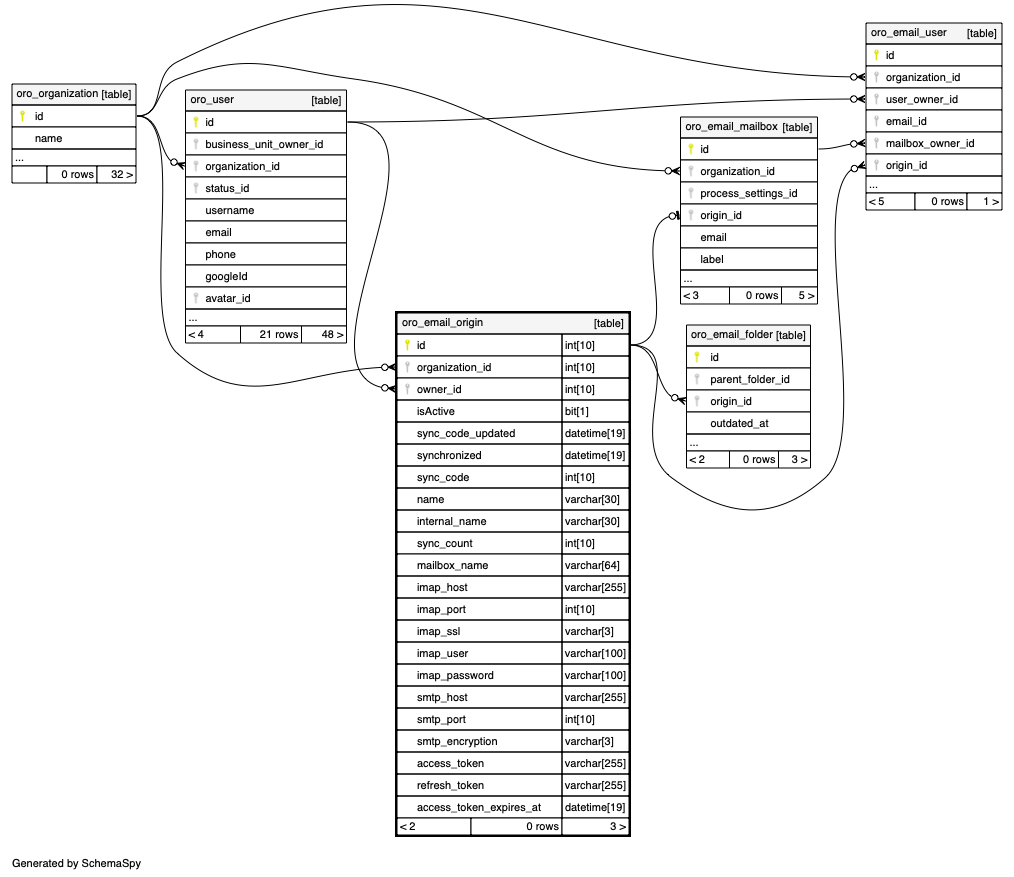 oro_organization [table]
id
name
...
0 rows 32 >
oro_user [table]
id
business_unit_owner_id
organization_id
status_id
username
email
phone
googleId
avatar_id
...
< 4 21 rows 48 >
oro_email_origin [table]
id int[10]
organization_id int[10]
owner_id int[10]
isActive bit[1]
sync_code_updated datetime[19]
synchronized datetime[19]
sync_code int[10]
name varchar[30]
internal_name varchar[30]
sync_count int[10]
mailbox_name varchar[64]
imap_host varchar[255]
imap_port int[10]
imap_ssl varchar[3]
imap_user varchar[100]
imap_password varchar[100]
smtp_host varchar[255]
smtp_port int[10]
smtp_encryption varchar[3]
access_token varchar[255]
refresh_token varchar[255]
access_token_expires_at datetime[19]
< 2 0 rows 3 >
oro_email_mailbox [table]
id
organization_id
process_settings_id
origin_id
email
label
...
< 3 0 rows 5 >
oro_email_folder [table]
id
parent_folder_id
origin_id
outdated_at
...
< 2 0 rows 3 >
oro_email_user [table]
id
organization_id
user_owner_id
email_id
mailbox_owner_id
origin_id
...
< 5 0 rows 1 >
Generated by SchemaSpy